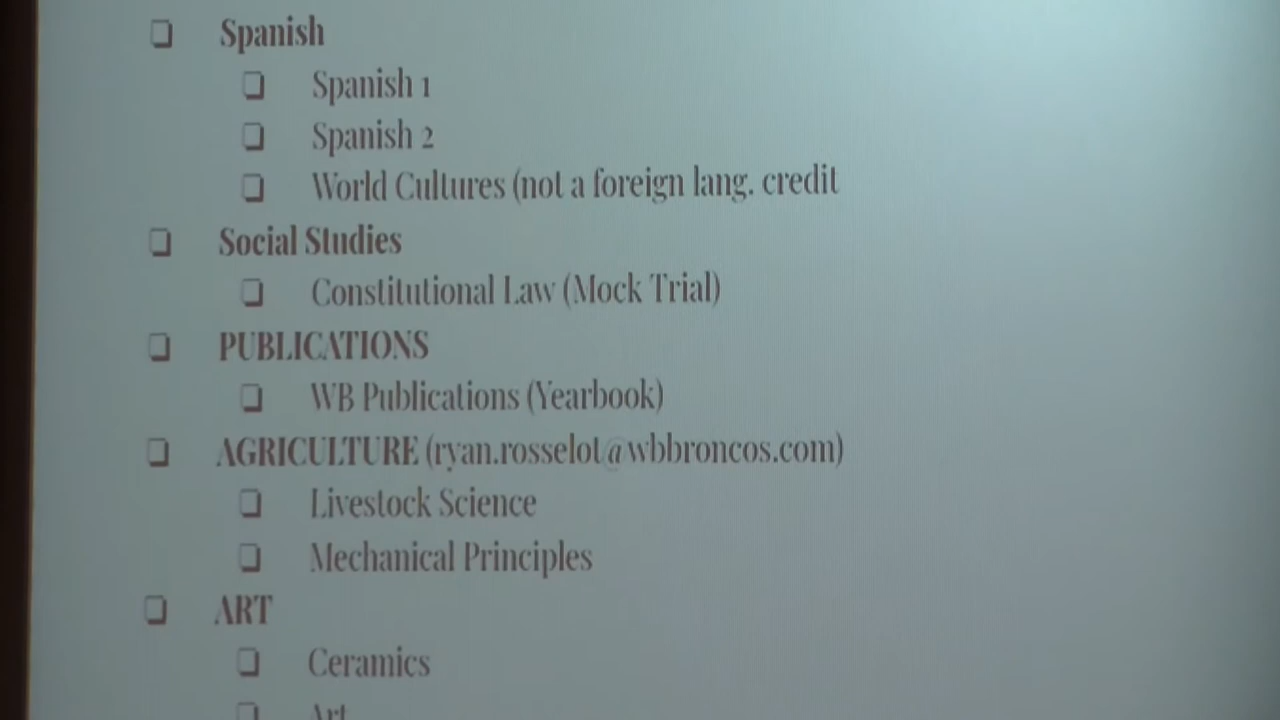 ❏ Spanish
❏ Spanish 1
❏ Spanish 2
❏ World Cultures (not a foreign lang. credit
❏ Social Studies
❏ Constitutional Law (Mock Trial)
❏ PUBLICATIONS
❏ WB Publications (Yearbook)
❏ AGRICULTURE (ryan.rosselot@wbbroncos.com)
❏ Livestock Science
❏ Mechanical Principles
❏ ART
❏ Ceramics
❏ Art